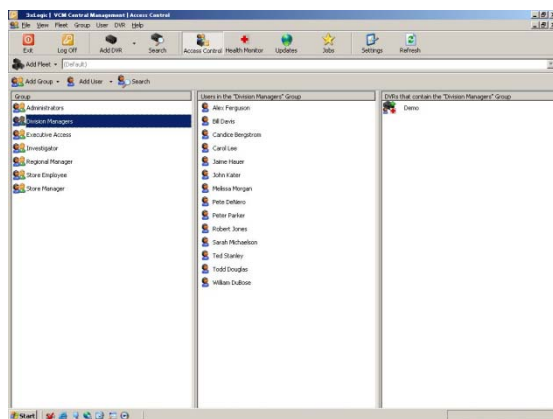 3xLogic | VCM Central Management | Access Control
File View Fleet Group User DVR Help
Exit Log Off Add DVR Search Access Control Health Monitor Updates Jobs Settings Refresh
Add Fleet (Default)
Add Group Add User Search
Group
Administrators
Division Managers
Executive Access
Investigator
Regional Manager
Store Employee
Store Manager
Users in the "Division Managers" Group
Alex Ferguson
Bill Davis
Candice Bergstrom
Carol Lee
Jaime Hauer
John Kater
Melissa Morgan
Pete DeNero
Peter Parker
Robert Jones
Sarah Michaelson
Ted Stanley
Todd Douglas
William DuBose
DVRs that contain the "Division Managers" Group
Demo
Start